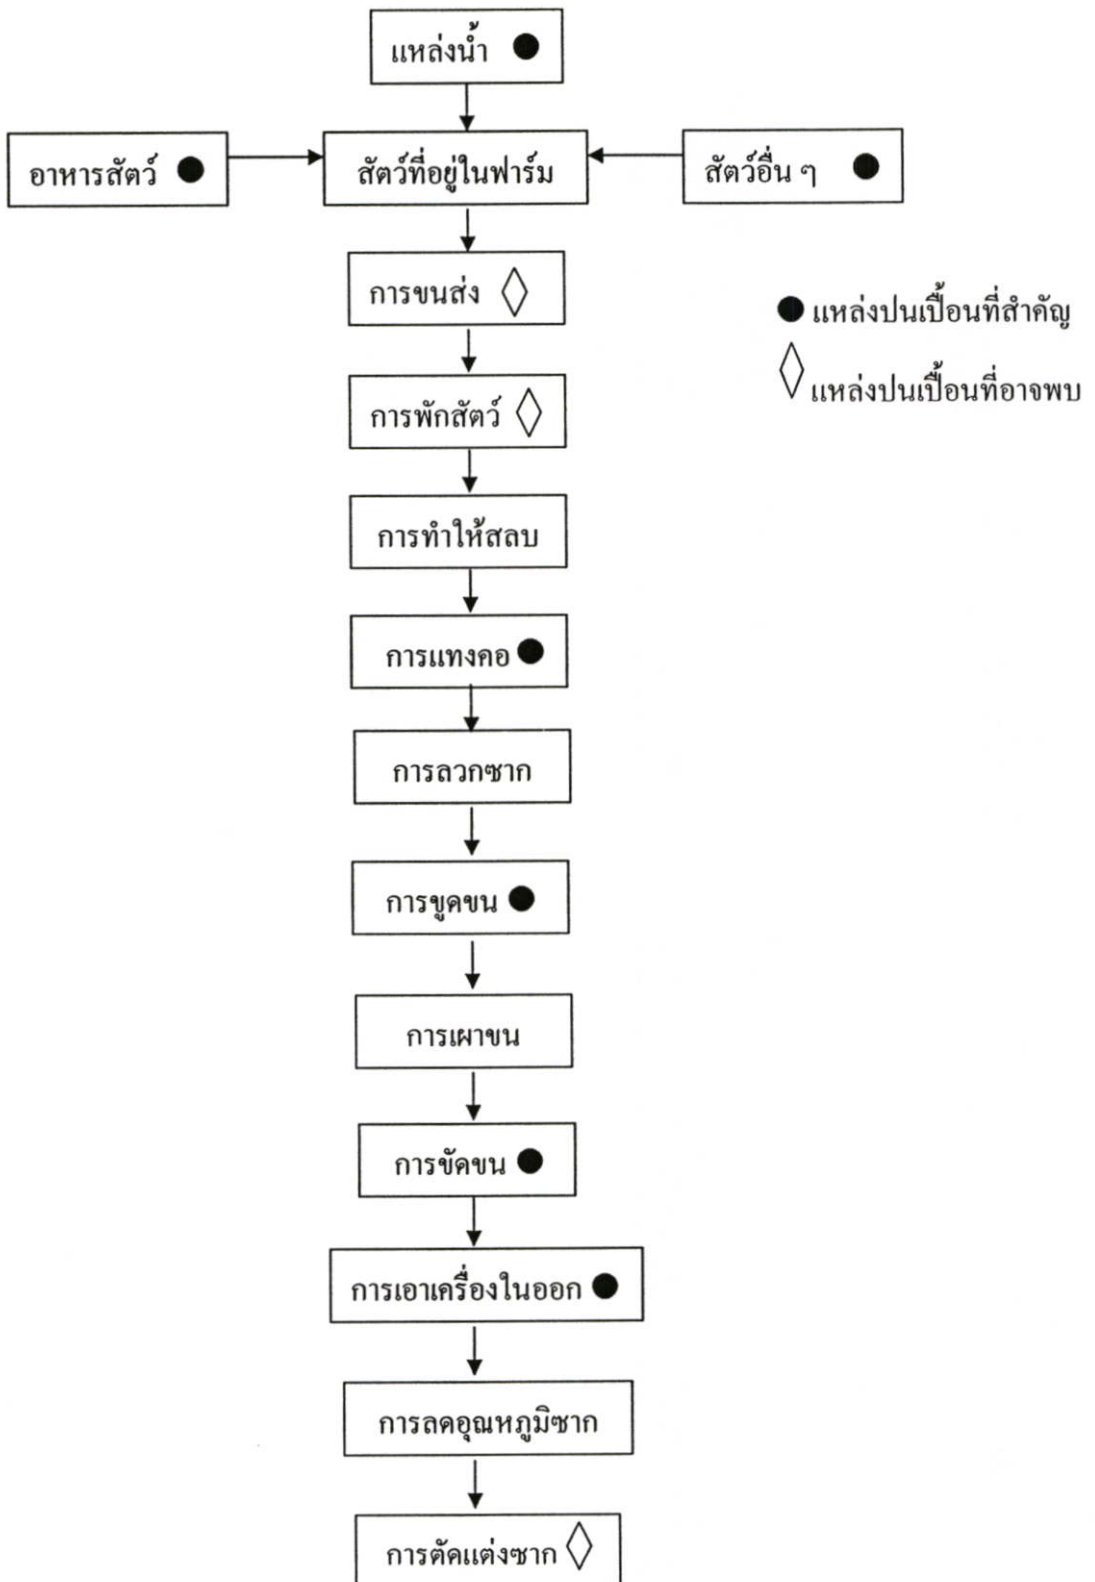 แหล่งน้ำ
อาหารสัตว์
สัตว์ที่อยู่ในฟาร์ม
สัตว์อื่น ๆ
การขนส่ง
แหล่งปนเปื้อนที่สำคัญ
แหล่งปนเปื้อนที่อาจพบ
การพักสัตว์
การทำให้สลบ
การแทงคอ
การลวกซาก
การขูดขน
การเผาขน
การขัดขน
การเอาเครื่องในออก
การลดอุณหภูมิซาก
การตัดแต่งซาก